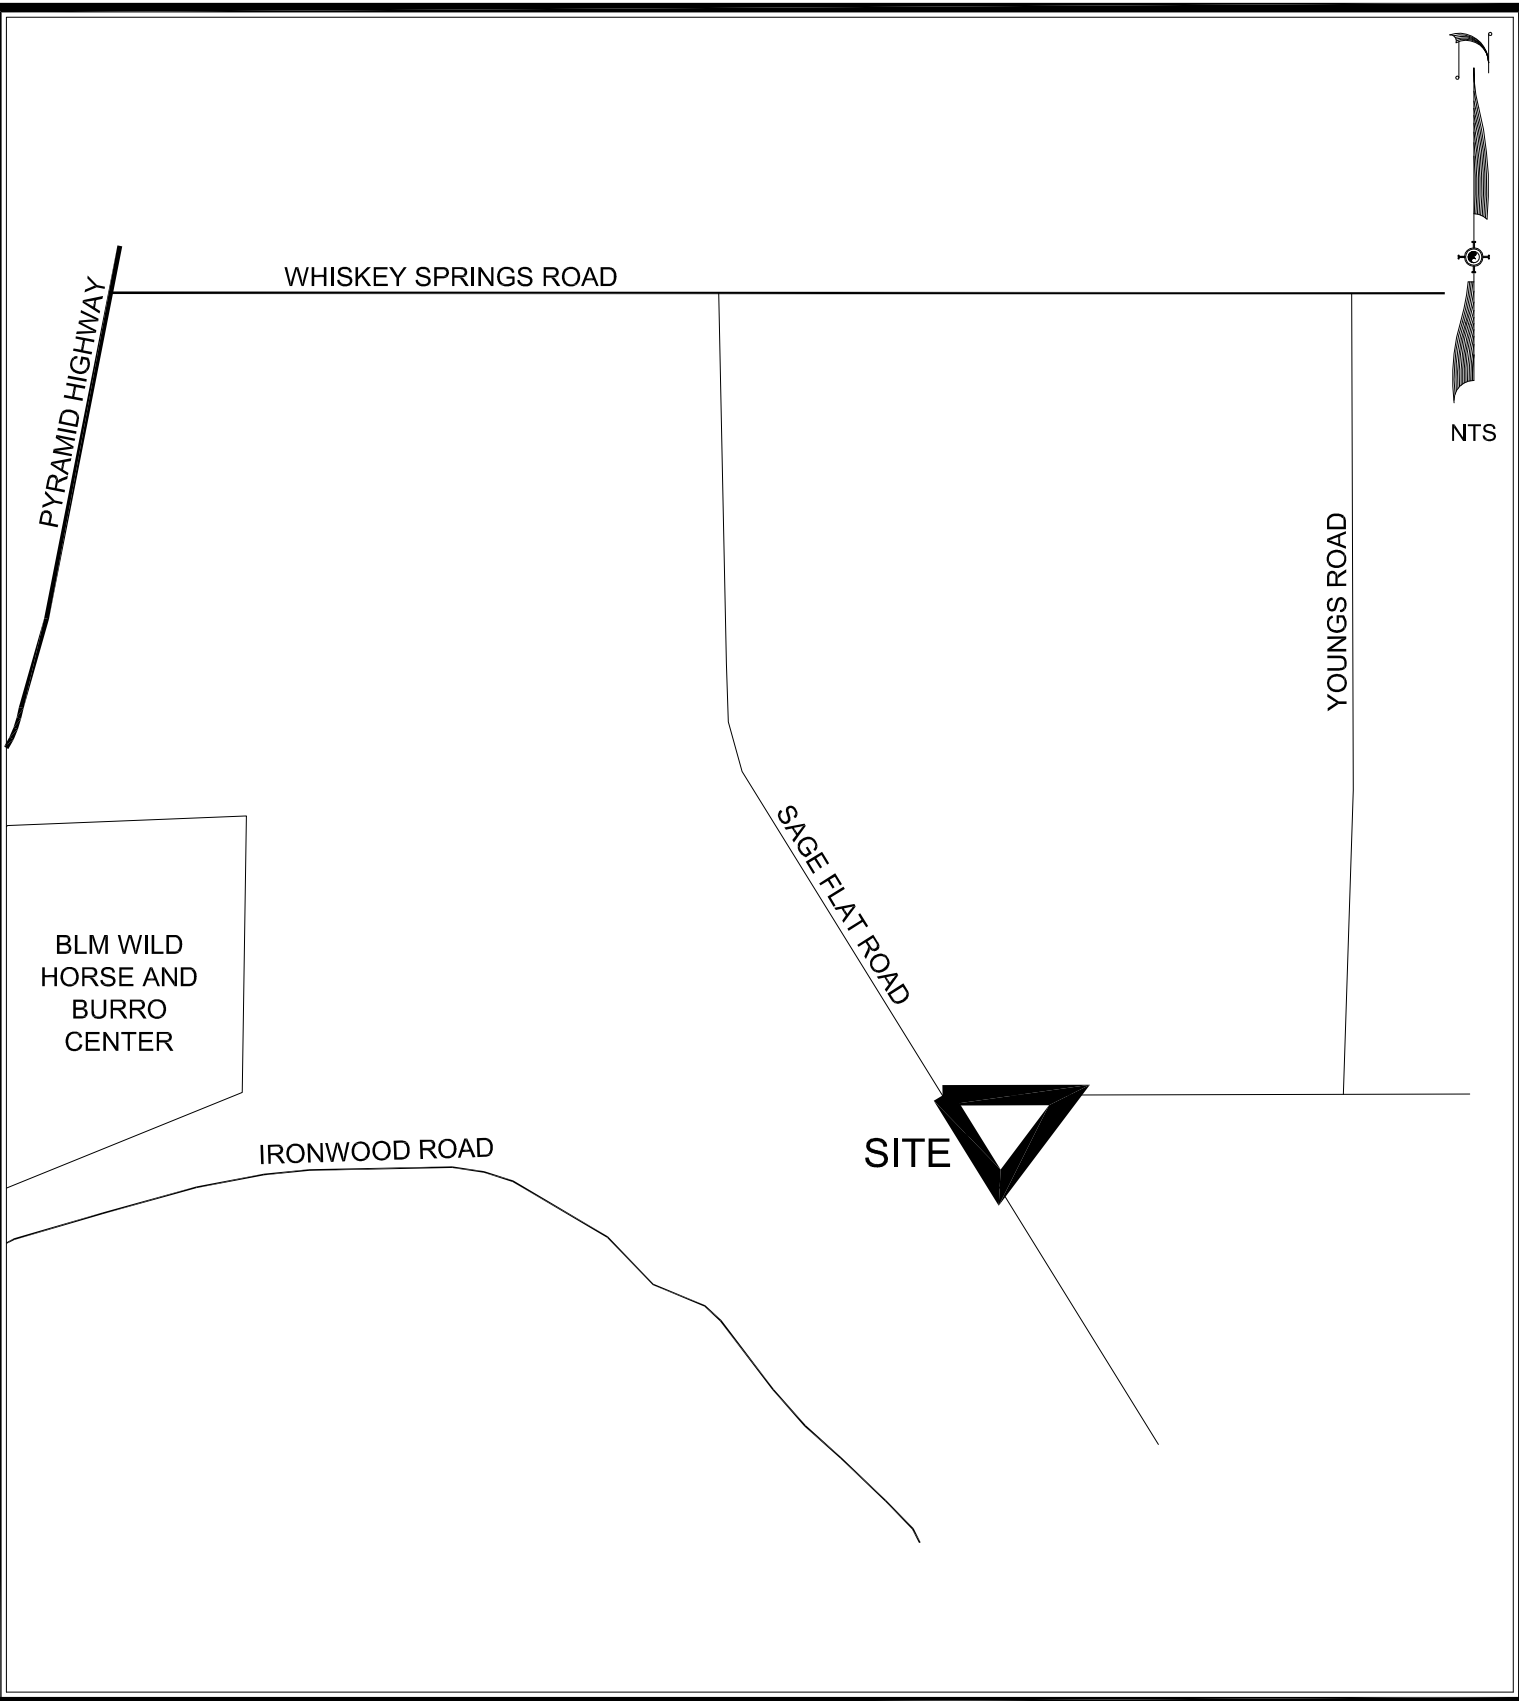 WHISKEY SPRINGS ROAD
PYRAMID HIGHWAY
NTS
YOUNGS ROAD
SAGE FLAT ROAD
BLM WILD
HORSE AND
BURRO
CENTER
IRONWOOD ROAD
SITE